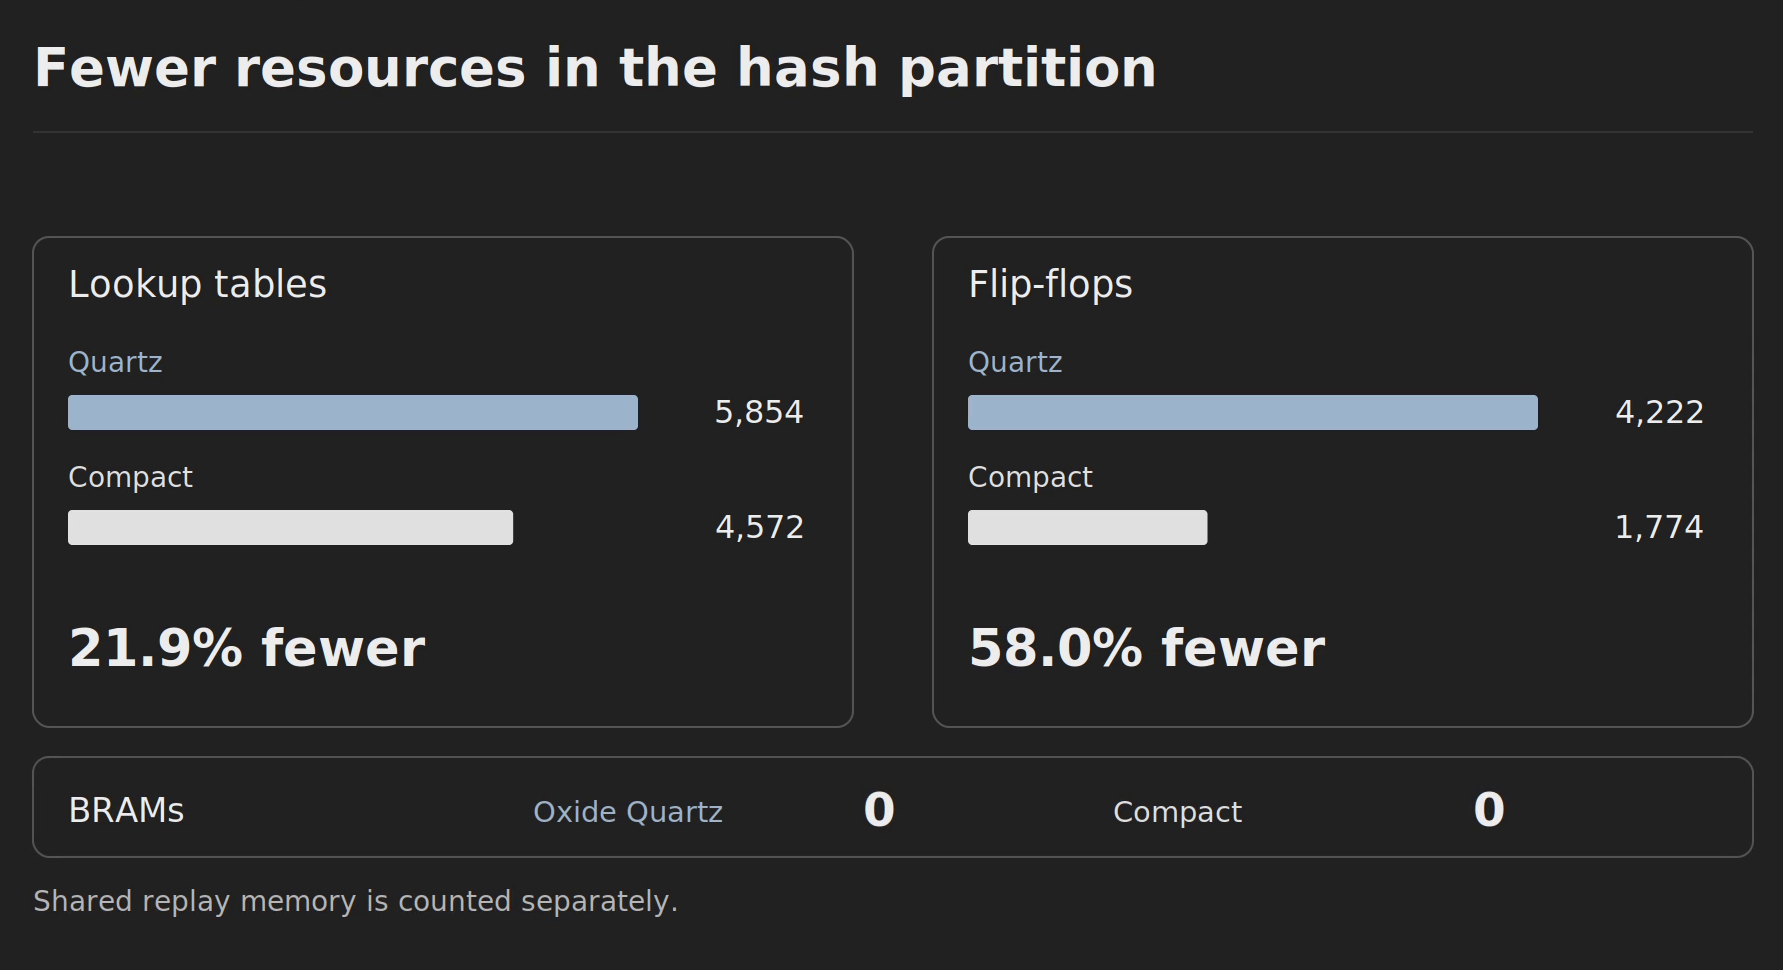 Fewer resources in the hash partition
Lookup tables
Quartz
5,854
Compact
4,572
21.9% fewer
Flip-flops
Quartz
4,222
Compact
1,774
58.0% fewer
BRAMs Oxide Quartz 0 Compact 0
Shared replay memory is counted separately.